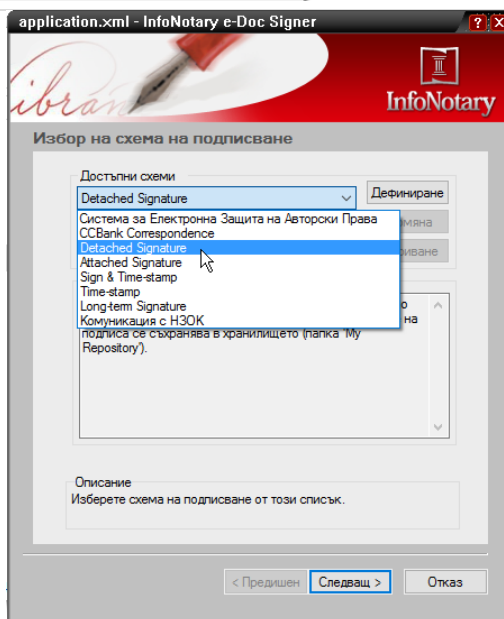 application.xml - InfoNotary e-Doc Signer
InfoNotary
Избор на схема на подписване
Достъпни схеми
Detached Signature
Дефиниране
Система за Електронна Защита на Авторски Права
CCBank Correspondence
Detached Signature
Attached Signature
Sign & Time-stamp
Time-stamp
Long-term Signature
Комуникация с НЗОК
на
подписа се съхранява в хранилището (папка 'My
Repository').
Описание
Изберете схема на подписване от този списък.
< Предишен
Следващ >
Отказ